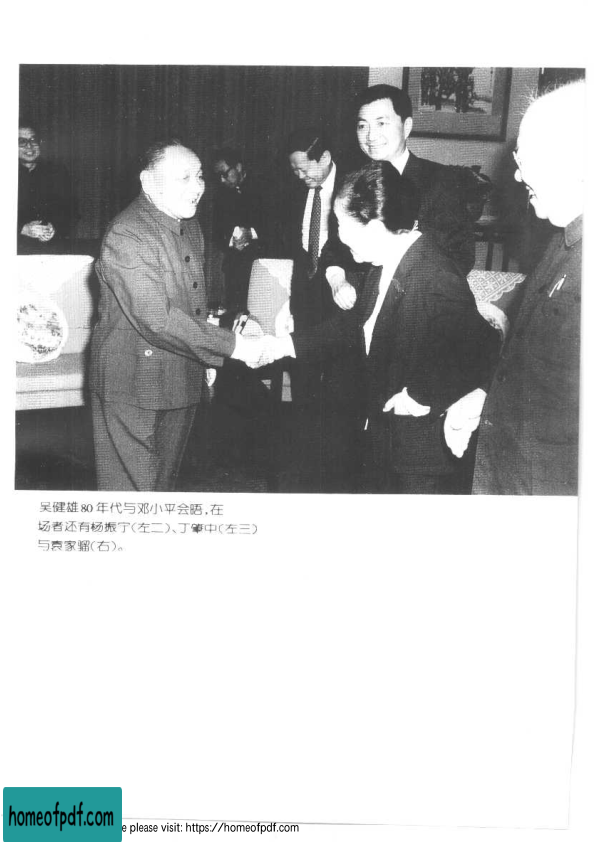 吴健雄80年代与邓小平会晤,在
场者还有杨振宁(左二)、丁肇中(左三)
与袁家骝(右)。
homeofpdf.com
e please visit: https://homeofpdf.com